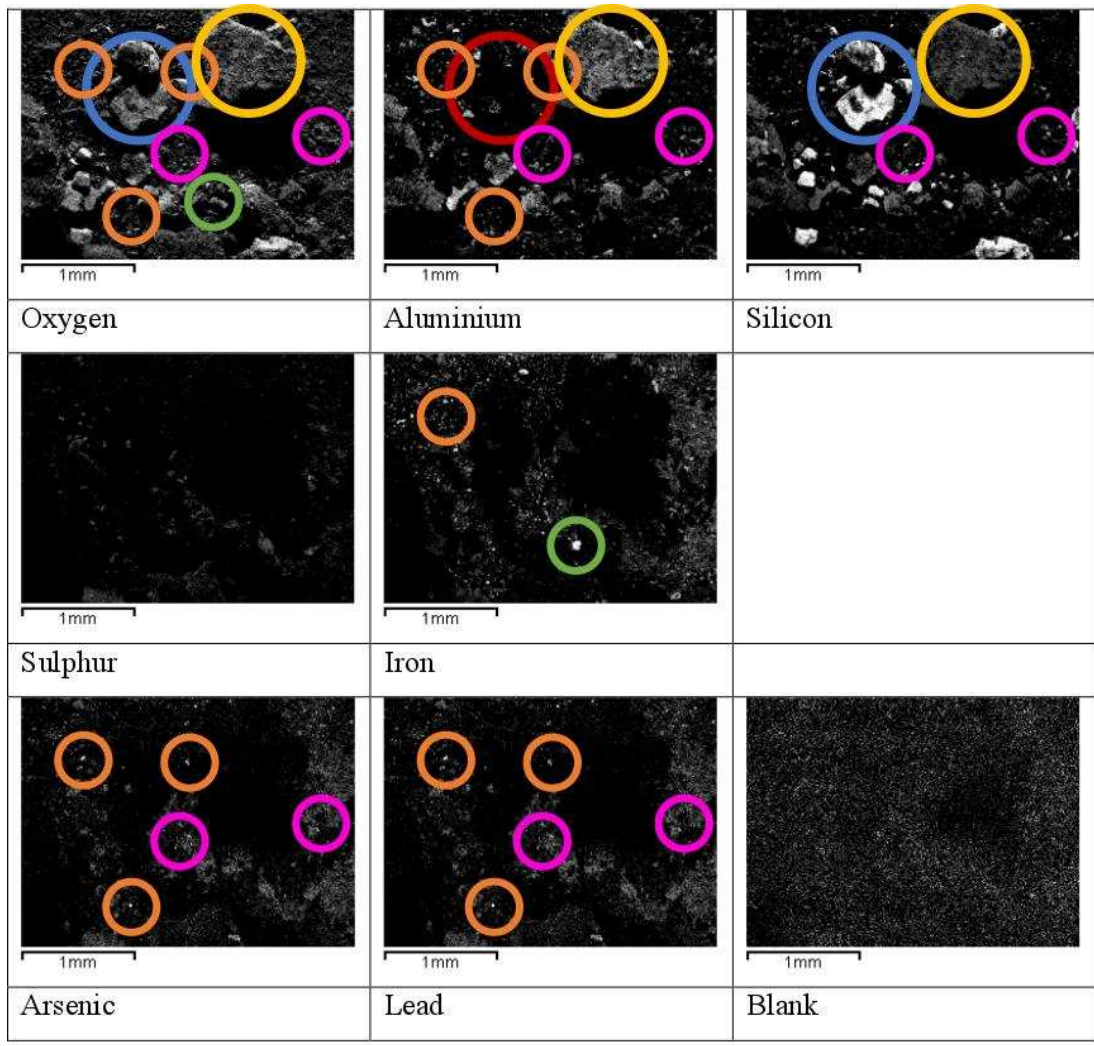 1mm
1mm
1mm
Oxygen
Aluminium
Silicon
1mm
1mm
Sulphur
Iron
1mm
1mm
1mm
Arsenic
Lead
Blank